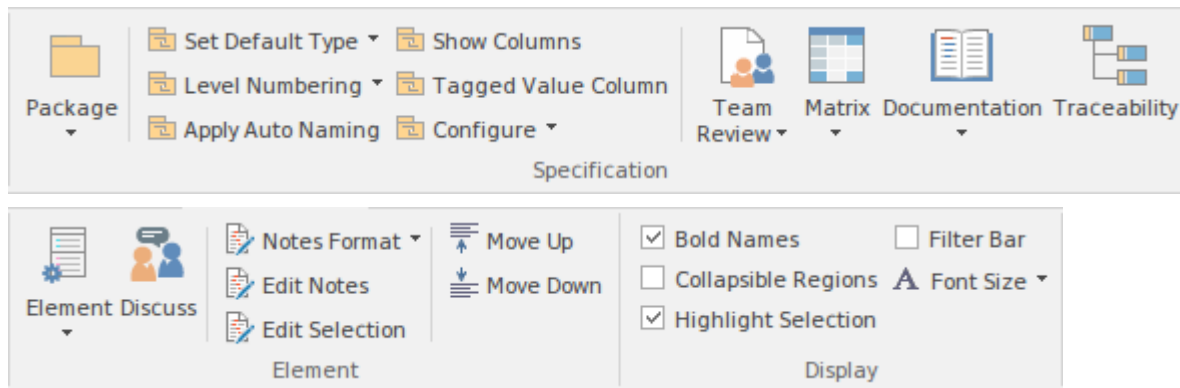 Package
Set Default Type
Level Numbering
Apply Auto Naming
Show Columns
Tagged Value Column
Configure
Team
Review
Matrix
Documentation
Traceability
Specification
Element
Discuss
Notes Format
Edit Notes
Edit Selection
Move Up
Move Down
Element
Bold Names
Collapsible Regions
Highlight Selection
Filter Bar
A Font Size
Display